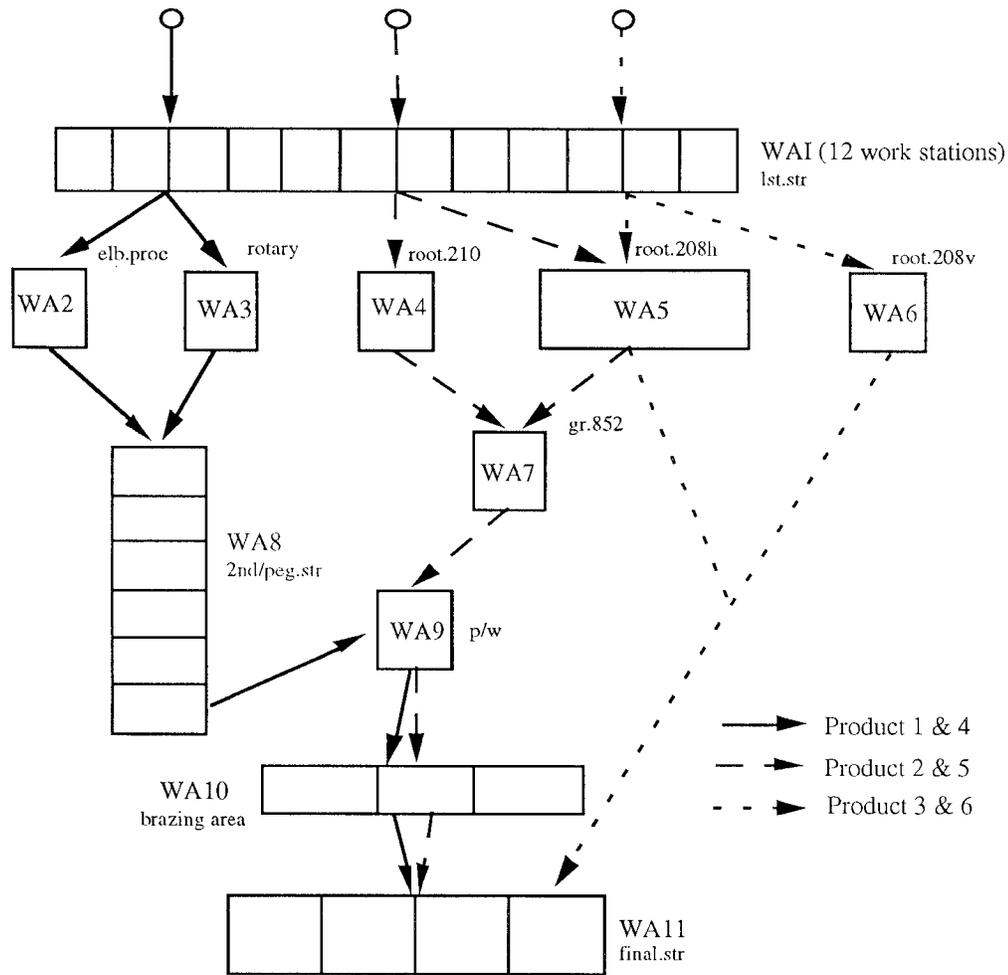 WAI (12 work stations)
lst.str
elb.proc
rotary
root.210
root.208h
root.208v
WA2
WA3
WA4
WA5
WA6
gr.852
WA7
WA8
2nd/peg.str
WA9
p/w
Product 1 & 4
Product 2 & 5
Product 3 & 6
WA10
brazing area
WA11
final.str